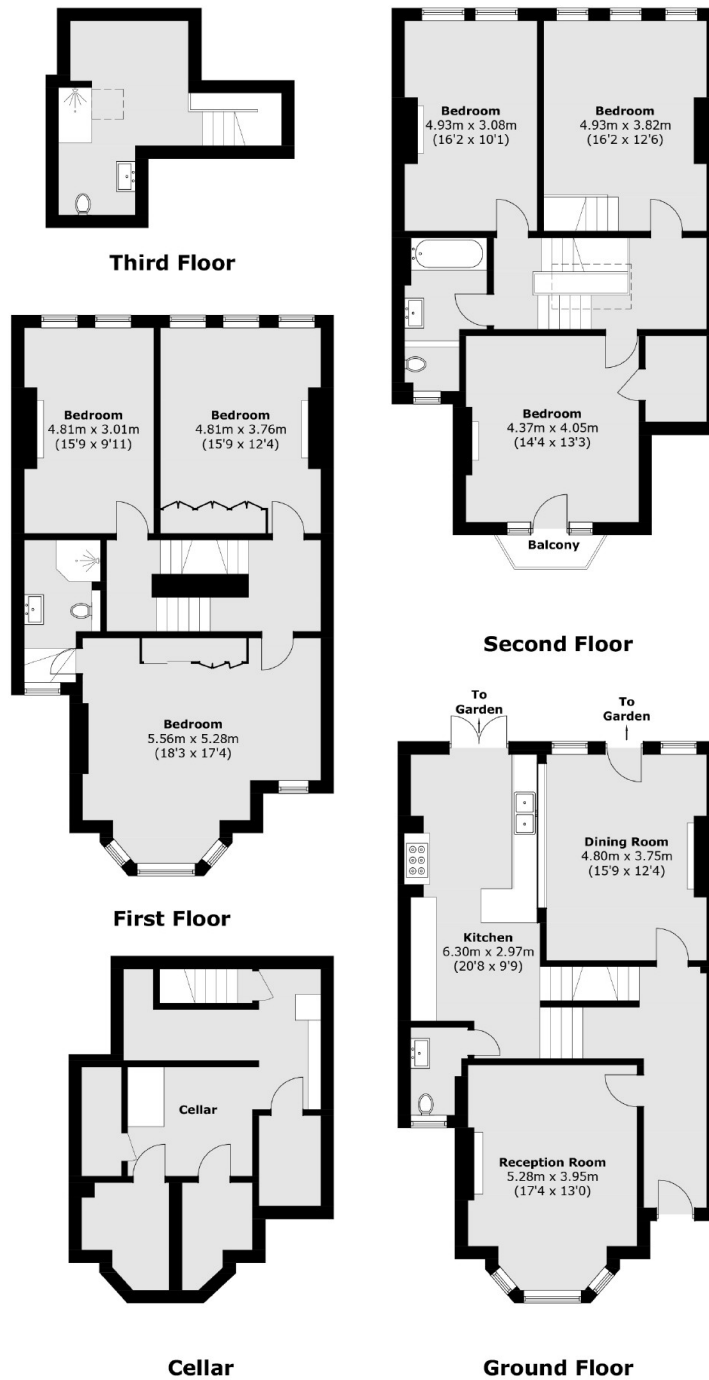 Third Floor
Bedroom
4.93m x 3.08m
(16'2 x 10'1)
Bedroom
4.93m x 3.82m
(16'2 x 12'6)
Bedroom
4.37m x 4.05m
(14'4 x 13'3)
Balcony
Second Floor
Bedroom
4.81m x 3.01m
(15'9 x 9'11)
Bedroom
4.81m x 3.76m
(15'9 x 12'4)
Bedroom
5.56m x 5.28m
(18'3 x 17'4)
First Floor
To
Garden
To
Garden
Dining Room
4.80m x 3.75m
(15'9 x 12'4)
Kitchen
6.30m x 2.97m
(20'8 x 9'9)
Reception Room
5.28m x 3.95m
(17'4 x 13'0)
Cellar
Cellar
Ground Floor